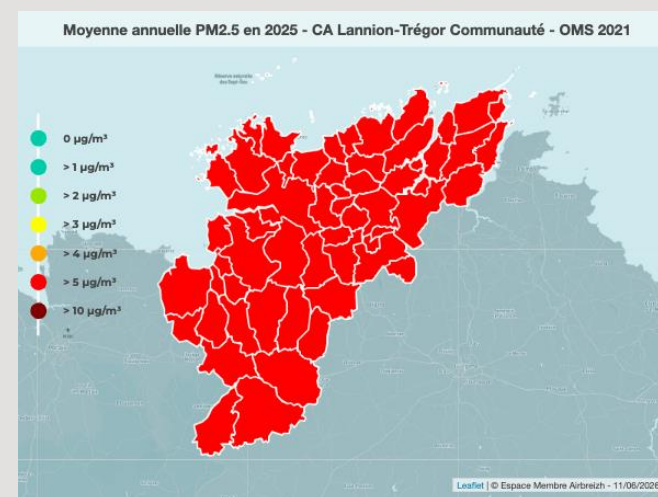 Moyenne annuelle PM2.5 en 2025 - CA Lannion-Trégor Communauté - OMS 2021
0 µg/m³
> 1 µg/m³
> 2 µg/m³
> 3 µg/m³
> 4 µg/m³
> 5 µg/m³
> 10 µg/m³
Leaflet | © Espace Membre Airbreizh - 11/06/2026